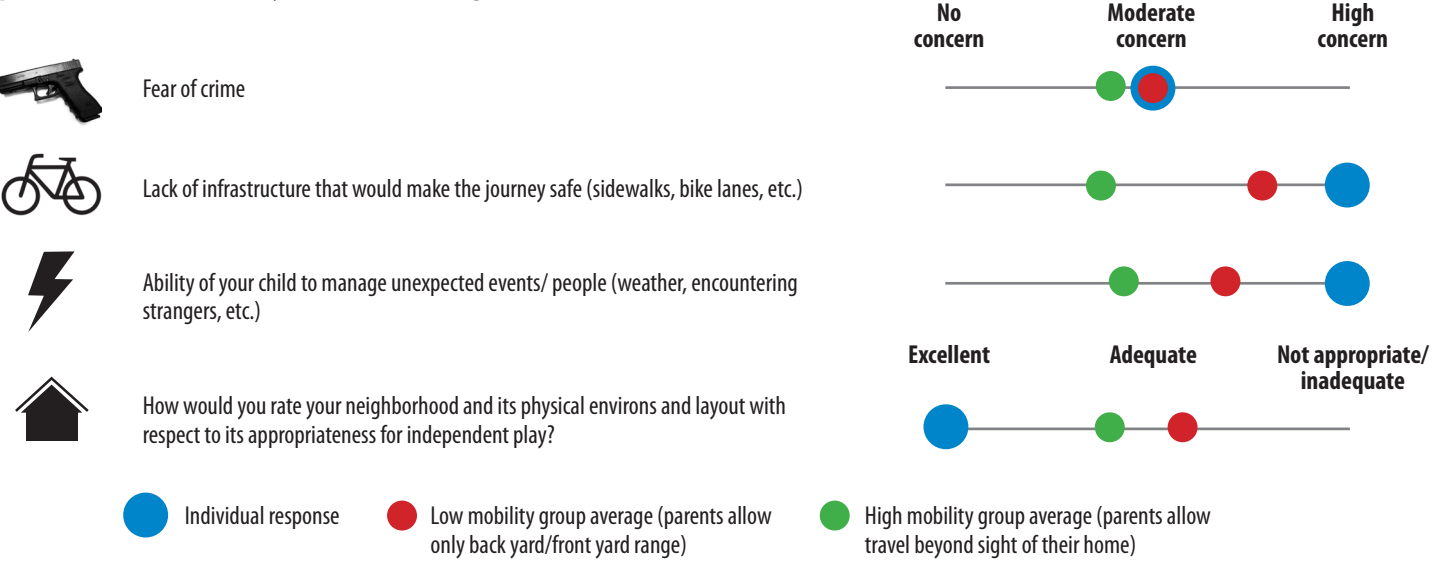 No
concern
Moderate
concern
High
concern
Fear of crime
Lack of infrastructure that would make the journey safe (sidewalks, bike lanes, etc.)
Ability of your child to manage unexpected events/ people (weather, encountering
strangers, etc.)
Excellent
Adequate
Not appropriate/
inadequate
How would you rate your neighborhood and its physical environs and layout with
respect to its appropriateness for independent play?
Individual response
Low mobility group average (parents allow
only back yard/front yard range)
High mobility group average (parents allow
travel beyond sight of their home)